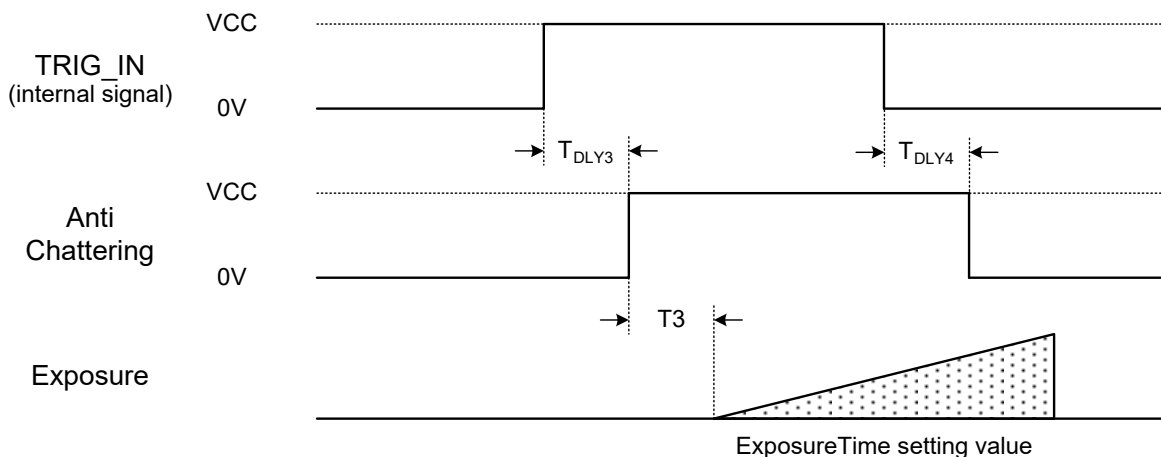 VCC
TRIG_IN
(internal signal)
0V
T_DLY3
T_DLY4
VCC
Anti
Chattering
0V
T3
Exposure
ExposureTime setting value